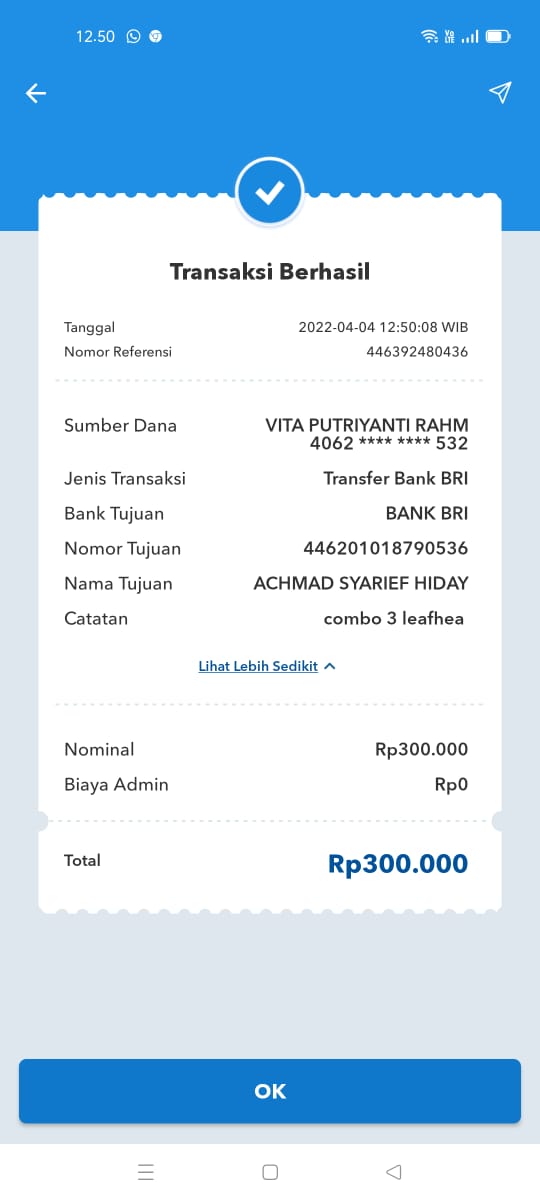 12.50
Transaksi Berhasil
Tanggal 2022-04-04 12:50:08 WIB
Nomor Referensi 446392480436
Sumber Dana VITA PUTRIYANTI RAHM
4062 **** **** 532
Jenis Transaksi Transfer Bank BRI
Bank Tujuan BANK BRI
Nomor Tujuan 446201018790536
Nama Tujuan ACHMAD SYARIEF HIDAY
Catatan combo 3 leafhea
Lihat Lebih Sedikit
Nominal Rp300.000
Biaya Admin Rp0
Total Rp300.000
OK